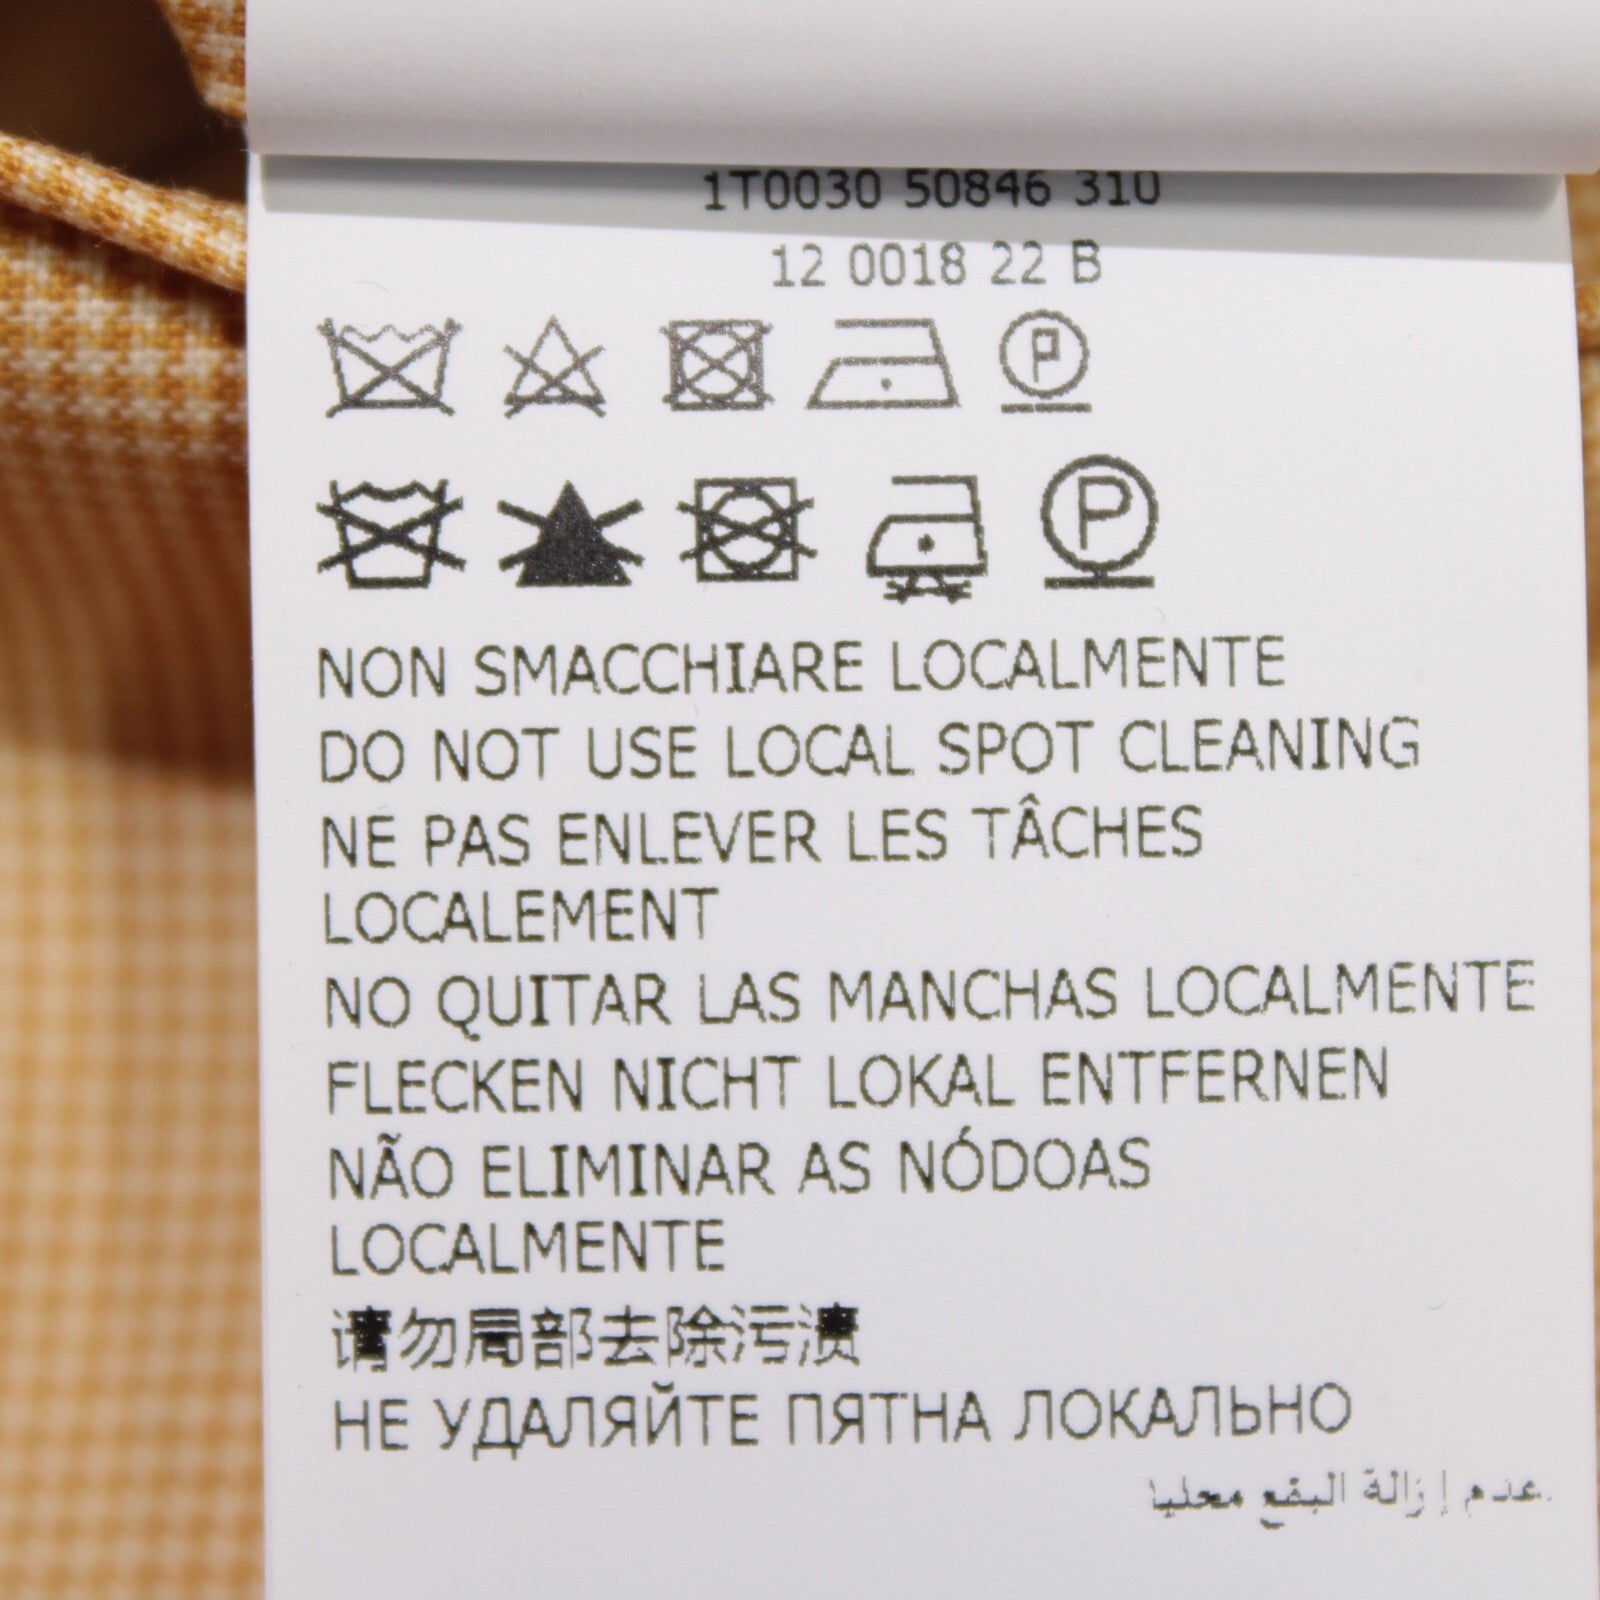 1T0030 50846 310
12 0018 22 B
P
P
NON SMACCHIARE LOCALMENTE
DO NOT USE LOCAL SPOT CLEANING
NE PAS ENLEVER LES TÂCHES
LOCALEMENT
NO QUITAR LAS MANCHAS LOCALMENTE
FLECKEN NICHT LOKAL ENTFERNEN
NÃO ELIMINAR AS NÓDOAS
LOCALMENTE
请勿局部去除污渍
НЕ УДАЛЯЙТЕ ПЯТНА ЛОКАЛЬНО
عدم إزالة البقع محليا.